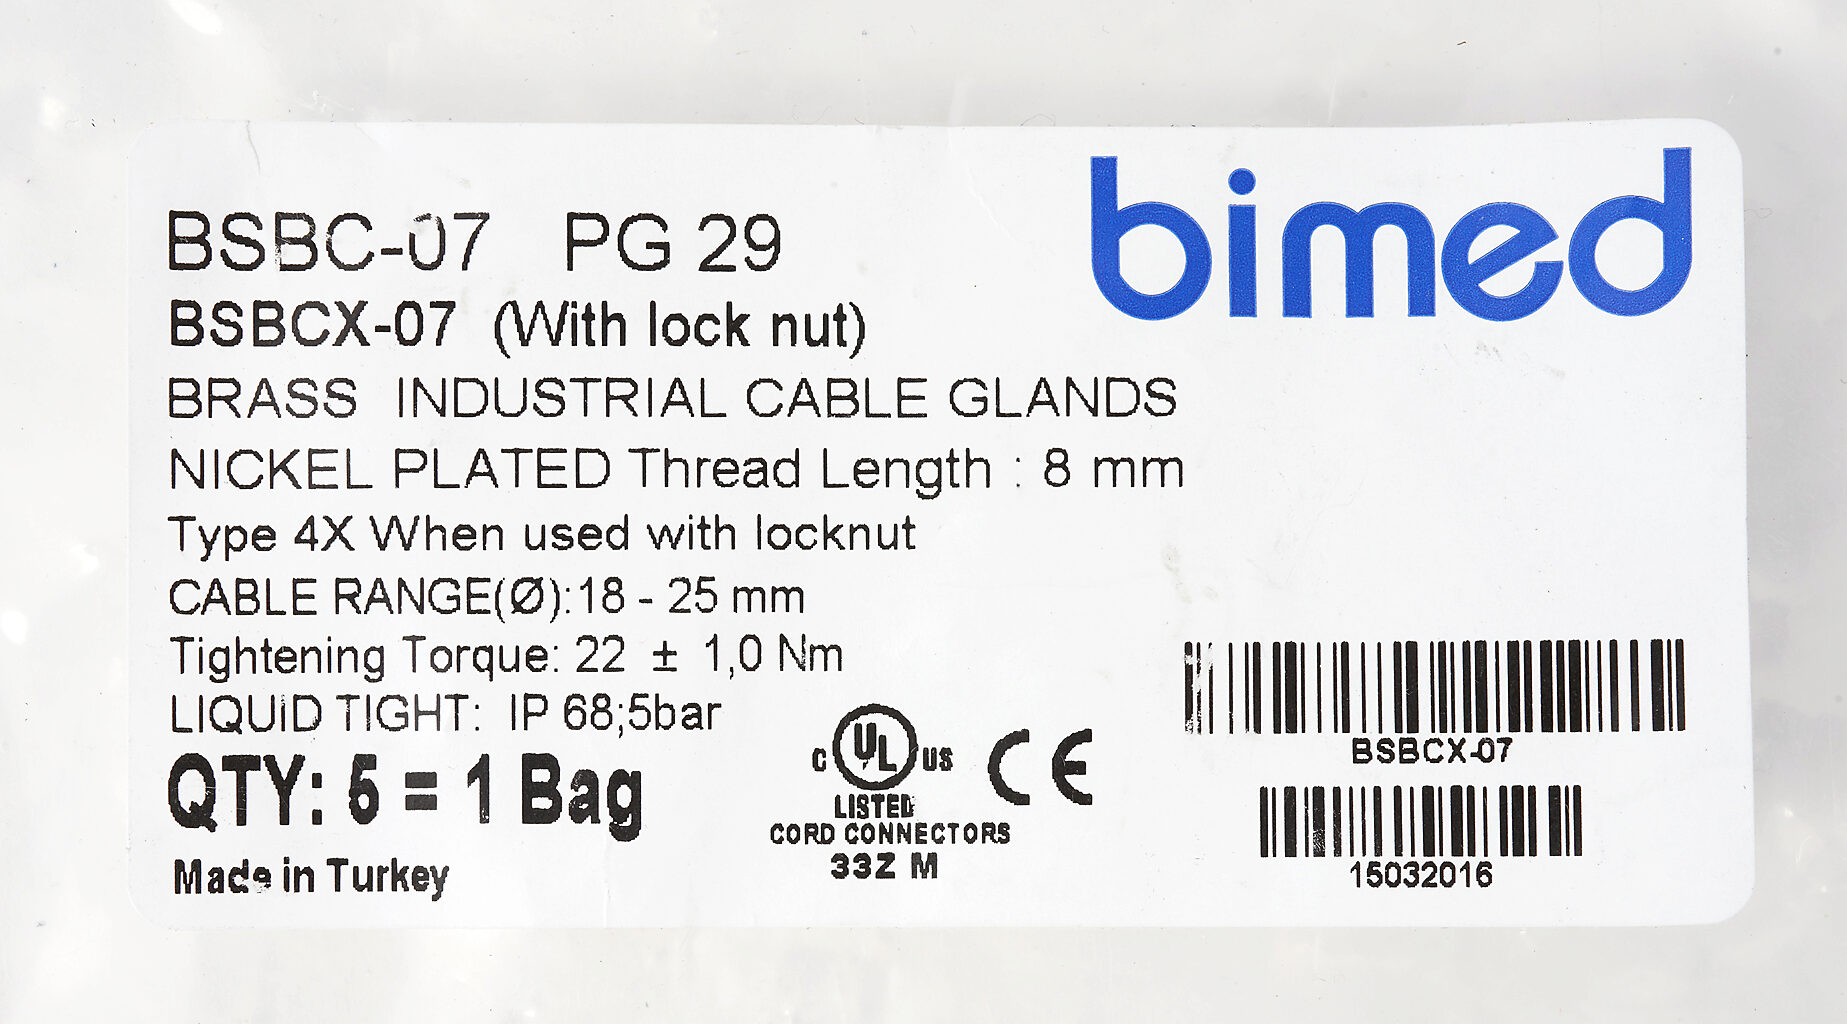 bimed
BSBC-07 PG 29
BSBCX-07 (With lock nut)
BRASS INDUSTRIAL CABLE GLANDS
NICKEL PLATED Thread Length : 8 mm
Type 4X When used with locknut
CABLE RANGE(Ø):18 - 25 mm
Tightening Torque: 22 ± 1,0 Nm
LIQUID TIGHT: IP 68;5bar
QTY: 5 = 1 Bag
Made in Turkey
C UL US
LISTED
CORD CONNECTORS
33Z M
CE
BSBCX-07
15032016